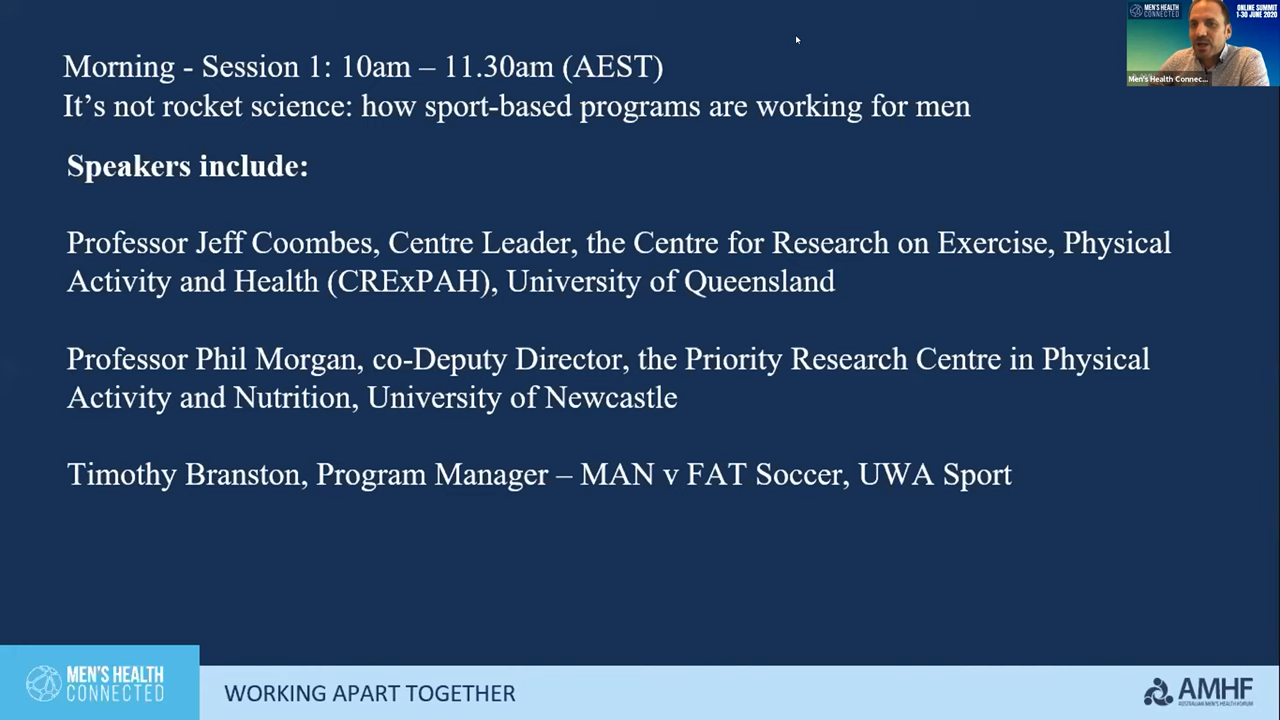 MEN'S HEALTH
CONNECTED
ONLINE SUMMIT
1-30 JUNE 2020
Men's Health Connec...
Morning - Session 1: 10am – 11.30am (AEST)
It's not rocket science: how sport-based programs are working for men
Speakers include:
Professor Jeff Coombes, Centre Leader, the Centre for Research on Exercise, Physical
Activity and Health (CRExPAH), University of Queensland
Professor Phil Morgan, co-Deputy Director, the Priority Research Centre in Physical
Activity and Nutrition, University of Newcastle
Timothy Branston, Program Manager – MAN v FAT Soccer, UWA Sport
MEN'S HEALTH
CONNECTED
WORKING APART TOGETHER
AMHF
AUSTRALIAN MEN'S HEALTH FORUM